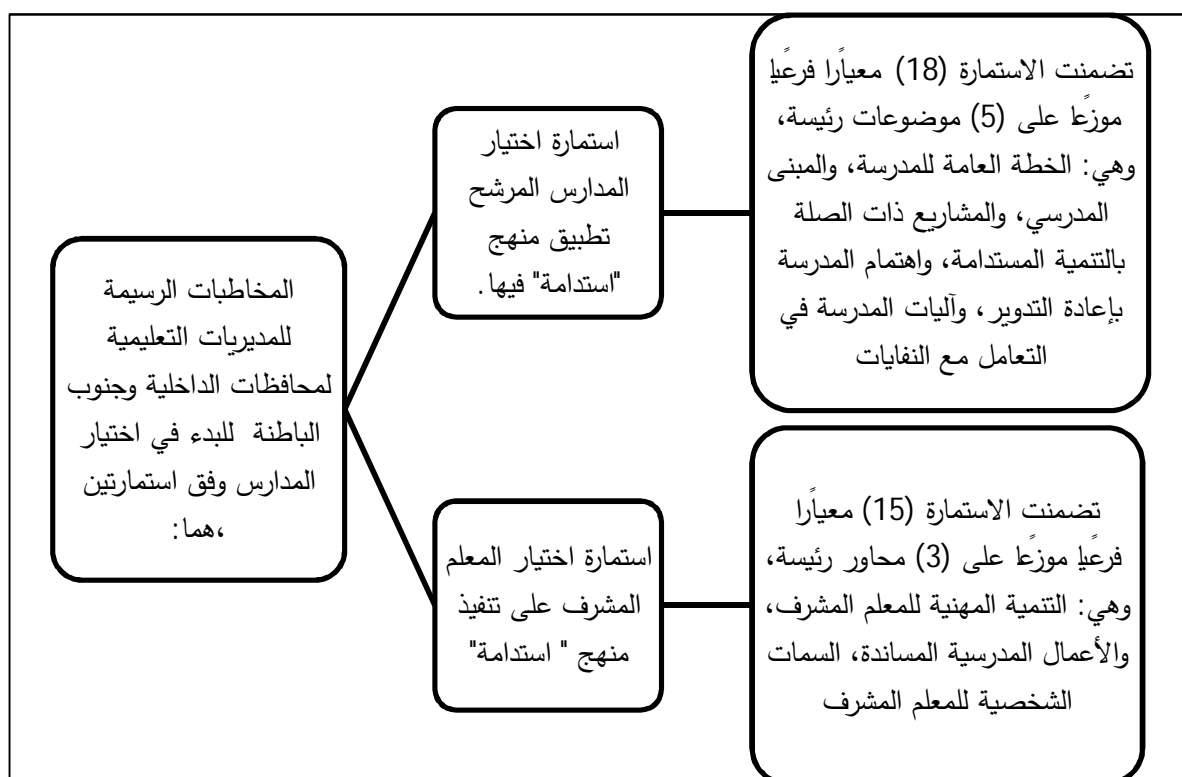 المخاطبات الرسيمة
للمديريات التعليمية
لمحافظات الداخلية وجنوب
الباطنة للبدء في اختيار
المدارس وفق استمارتين
،هما:
استمارة اختيار
المدارس المرشح
تطبيق منهج
"استدامة" فيها.
تضمنت الاستمارة (18) معيارًا فرعيًا
موزعًا على (5) موضوعات رئيسة،
وهي: الخطة العامة للمدرسة، والمبنى
المدرسي، والمشاريع ذات الصلة
بالتنمية المستدامة، واهتمام المدرسة
بإعادة التدوير، وآليات المدرسة في
التعامل مع النفايات
استمارة اختيار المعلم
المشرف على تنفيذ
منهج " استدامة"
تضمنت الاستمارة (15) معيارًا
فرعيًا موزعًا على (3) محاور رئيسة،
وهي: التنمية المهنية للمعلم المشرف،
والأعمال المدرسية المساندة، السمات
الشخصية للمعلم المشرف